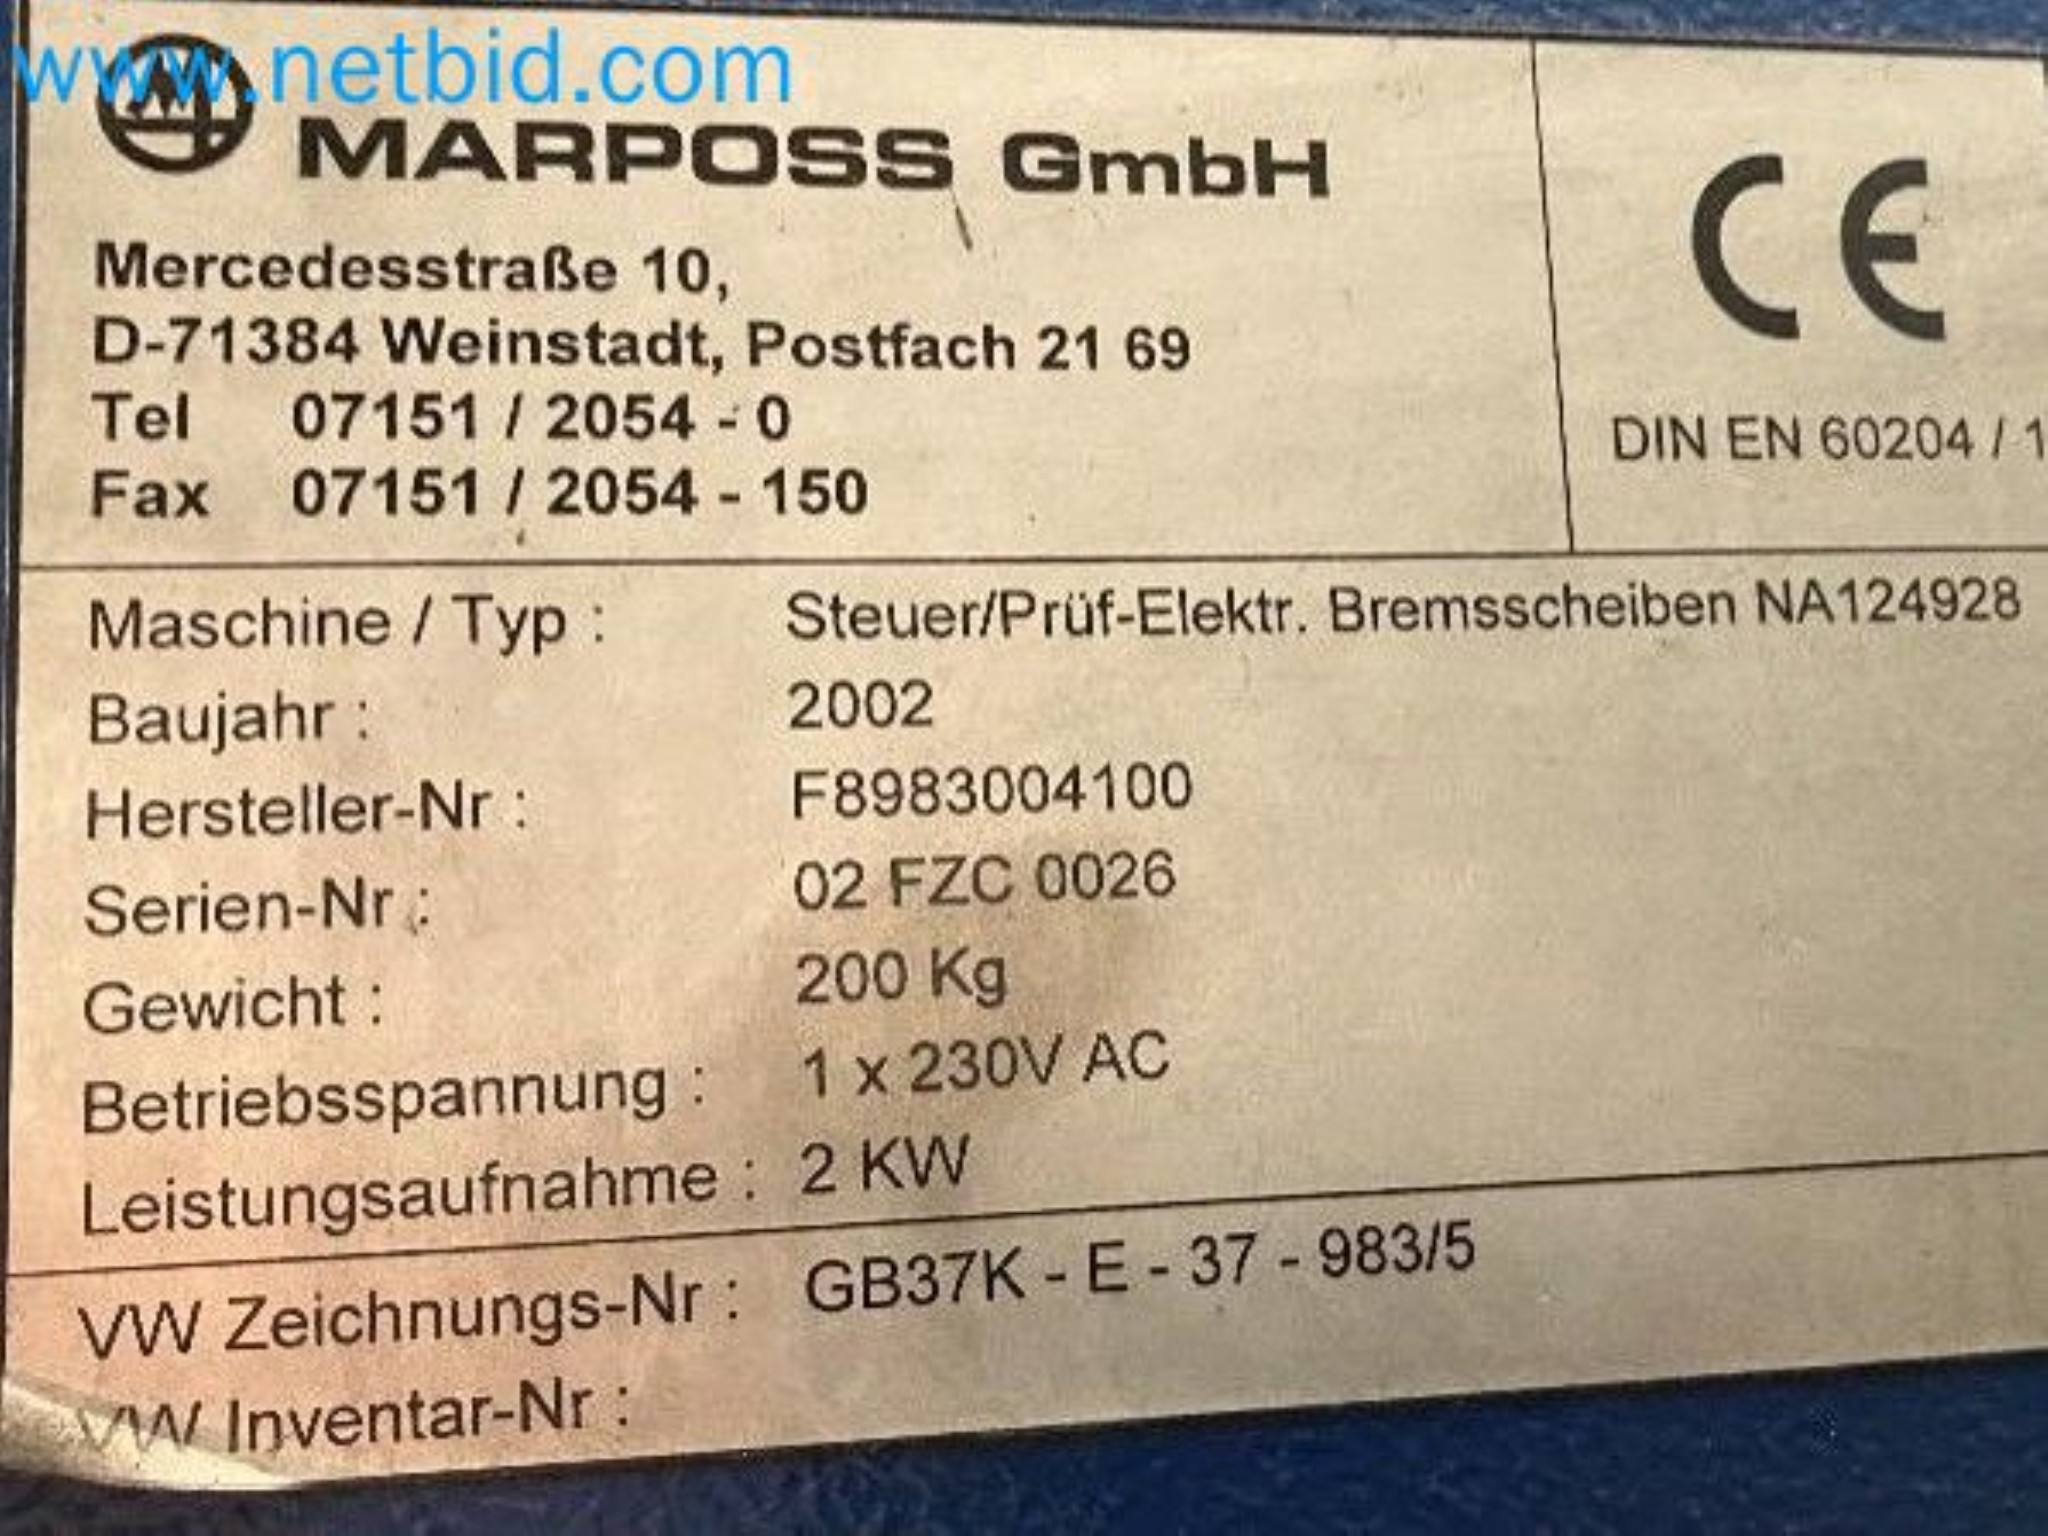 www.netbid.com
MARPOSS GmbH
Mercedesstraße 10,
D-71384 Weinstadt, Postfach 21 69
Tel 07151 / 2054 - 0
Fax 07151 / 2054 - 150
CE
DIN EN 60204 / 1
Maschine / Typ : Steuer/Prüf-Elektr. Bremsscheiben NA124928
Baujahr : 2002
Hersteller-Nr : F8983004100
Serien-Nr : 02 FZC 0026
Gewicht : 200 Kg
Betriebsspannung : 1 x 230V AC
Leistungsaufnahme : 2 KW
VW Zeichnungs-Nr : GB37K - E - 37 - 983/5
VW Inventar-Nr :